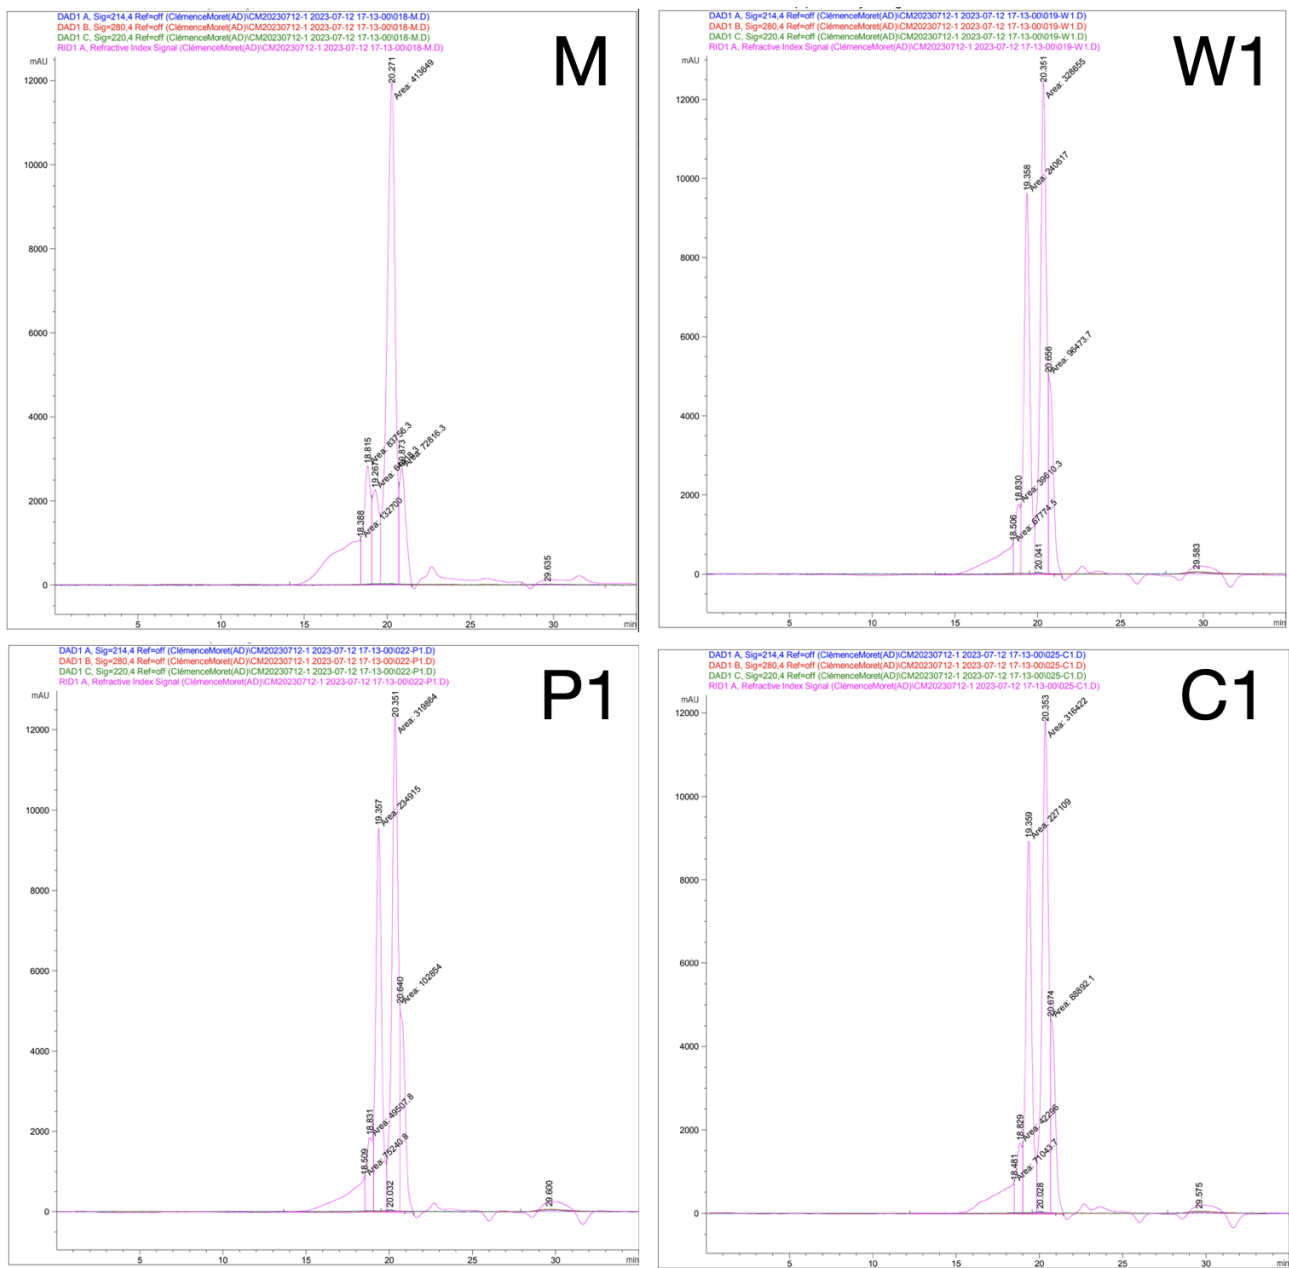 DAD1 A, Sig=214,4 Ref=off (ClémenceMoret(AD)\CM20230712-1 2023-07-12 17-13-00\018-M.D)
DAD1 B, Sig=280,4 Ref=off (ClémenceMoret(AD)\CM20230712-1 2023-07-12 17-13-00\018-M.D)
DAD1 C, Sig=220,4 Ref=off (ClémenceMoret(AD)\CM20230712-1 2023-07-12 17-13-00\018-M.D)
RID1 A, Refractive Index Signal (ClémenceMoret(AD)\CM20230712-1 2023-07-12 17-13-00\018-M.D)
M
mAU
12000
10000
8000
6000
4000
2000
0
18.388
Area: 132700
18.815
Area: 83756.3
19.267
20.271
Area: 413649
Area: 72816.3
29.635
5
10
15
20
25
30
min
DAD1 A, Sig=214,4 Ref=off (ClémenceMoret(AD)\CM20230712-1 2023-07-12 17-13-00\019-W1.D)
DAD1 B, Sig=280,4 Ref=off (ClémenceMoret(AD)\CM20230712-1 2023-07-12 17-13-00\019-W1.D)
DAD1 C, Sig=220,4 Ref=off (ClémenceMoret(AD)\CM20230712-1 2023-07-12 17-13-00\019-W1.D)
RID1 A, Refractive Index Signal (ClémenceMoret(AD)\CM20230712-1 2023-07-12 17-13-00\019-W1.D)
W1
mAU
12000
10000
8000
6000
4000
2000
0
18.506
Area: 67774.5
18.830
Area: 39610.3
19.358
Area: 240617
20.041
20.351
Area: 328655
20.656
Area: 96473.7
29.583
5
10
15
20
25
30
min
DAD1 A, Sig=214,4 Ref=off (ClémenceMoret(AD)\CM20230712-1 2023-07-12 17-13-00\022-P1.D)
DAD1 B, Sig=280,4 Ref=off (ClémenceMoret(AD)\CM20230712-1 2023-07-12 17-13-00\022-P1.D)
DAD1 C, Sig=220,4 Ref=off (ClémenceMoret(AD)\CM20230712-1 2023-07-12 17-13-00\022-P1.D)
RID1 A, Refractive Index Signal (ClémenceMoret(AD)\CM20230712-1 2023-07-12 17-13-00\022-P1.D)
P1
mAU
12000
10000
8000
6000
4000
2000
0
18.509
Area: 75240.8
18.831
Area: 49507.8
19.357
Area: 234915
20.032
20.351
Area: 319864
20.640
Area: 102854
29.600
5
10
15
20
25
30
min
DAD1 A, Sig=214,4 Ref=off (ClémenceMoret(AD)\CM20230712-1 2023-07-12 17-13-00\025-C1.D)
DAD1 B, Sig=280,4 Ref=off (ClémenceMoret(AD)\CM20230712-1 2023-07-12 17-13-00\025-C1.D)
DAD1 C, Sig=220,4 Ref=off (ClémenceMoret(AD)\CM20230712-1 2023-07-12 17-13-00\025-C1.D)
RID1 A, Refractive Index Signal (ClémenceMoret(AD)\CM20230712-1 2023-07-12 17-13-00\025-C1.D)
C1
mAU
12000
10000
8000
6000
4000
2000
0
18.481
Area: 71043.7
18.829
Area: 42296
19.359
Area: 227109
20.028
20.353
Area: 316422
20.674
Area: 88892.1
29.575
5
10
15
20
25
30
min